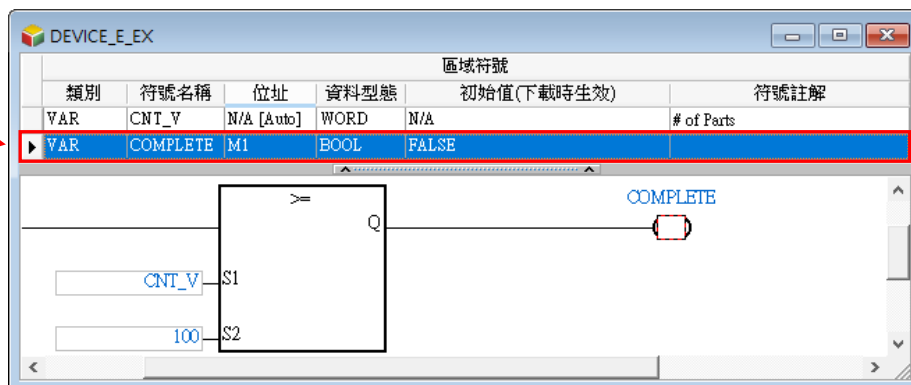 DEVICE_E_EX
區域符號
類別 符號名稱 位址 資料型態 初始值(下載時生效) 符號註解
VAR CNT_V N/A [Auto] WORD N/A # of Parts
VAR COMPLETE M1 BOOL FALSE
>= COMPLETE
Q
CNT_V S1
100 S2